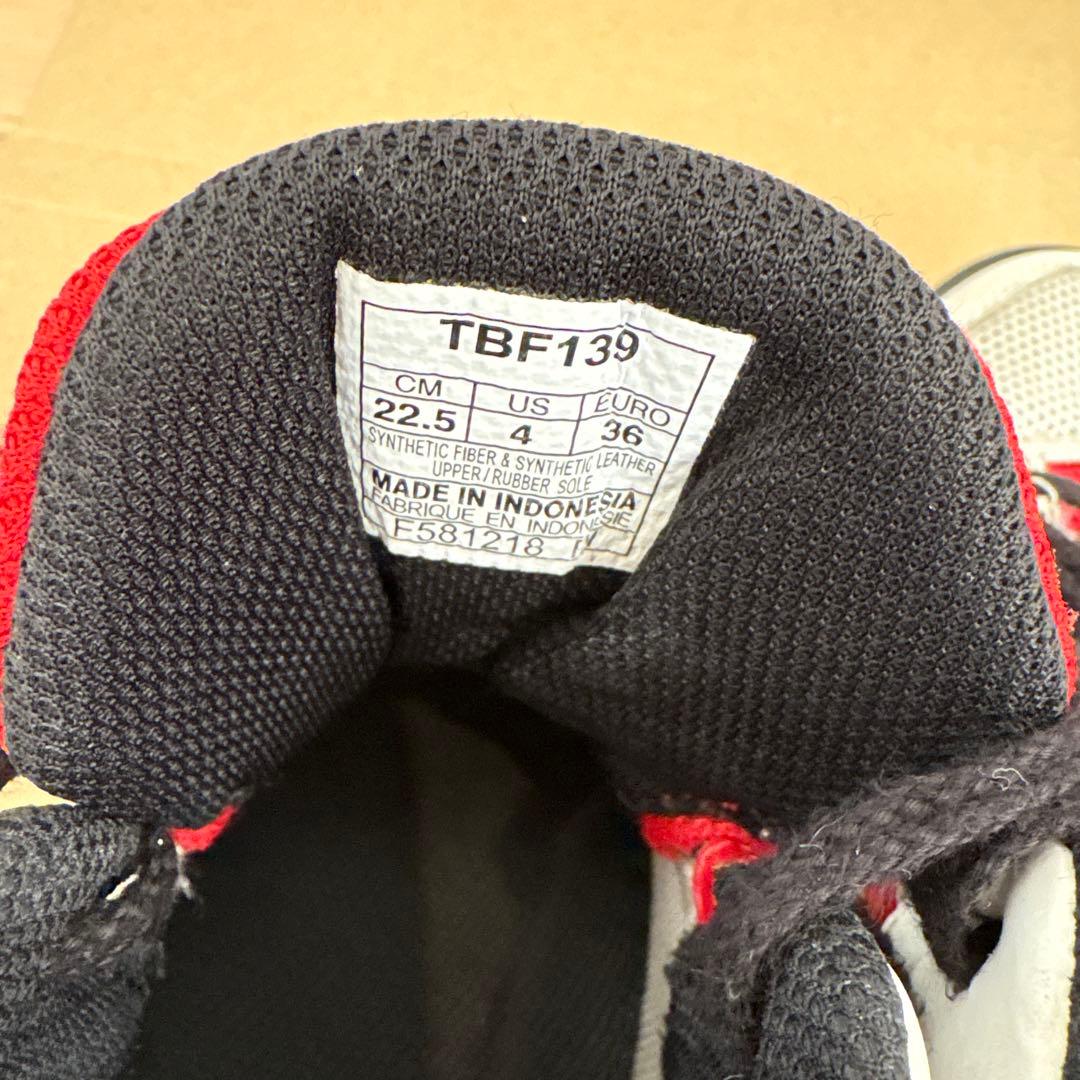 TBF139
CM US EURO
22.5 4 36
SYNTHETIC FIBER & SYNTHETIC LEATHER
UPPER/RUBBER SOLE
MADE IN INDONESIA
FABRIQUE EN INDONESIE
F581218